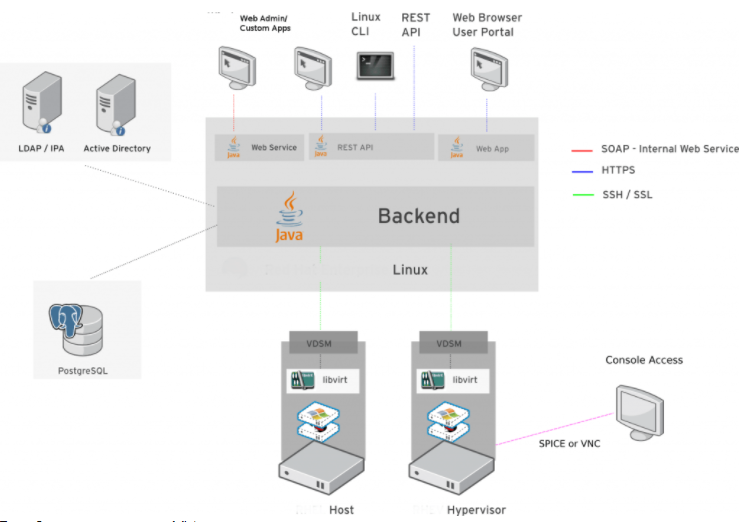 Web Admin/
Custom Apps
Linux
CLI
REST
API
Web Browser
User Portal
LDAP / IPA
Active Directory
Java
Web Service
Java
REST API
Java
Web App
SOAP - Internal Web Service
HTTPS
SSH / SSL
Java
Backend
Linux
PostgreSQL
VDSM
VDSM
libvirt
libvirt
Console Access
SPICE or VNC
Host
Hypervisor